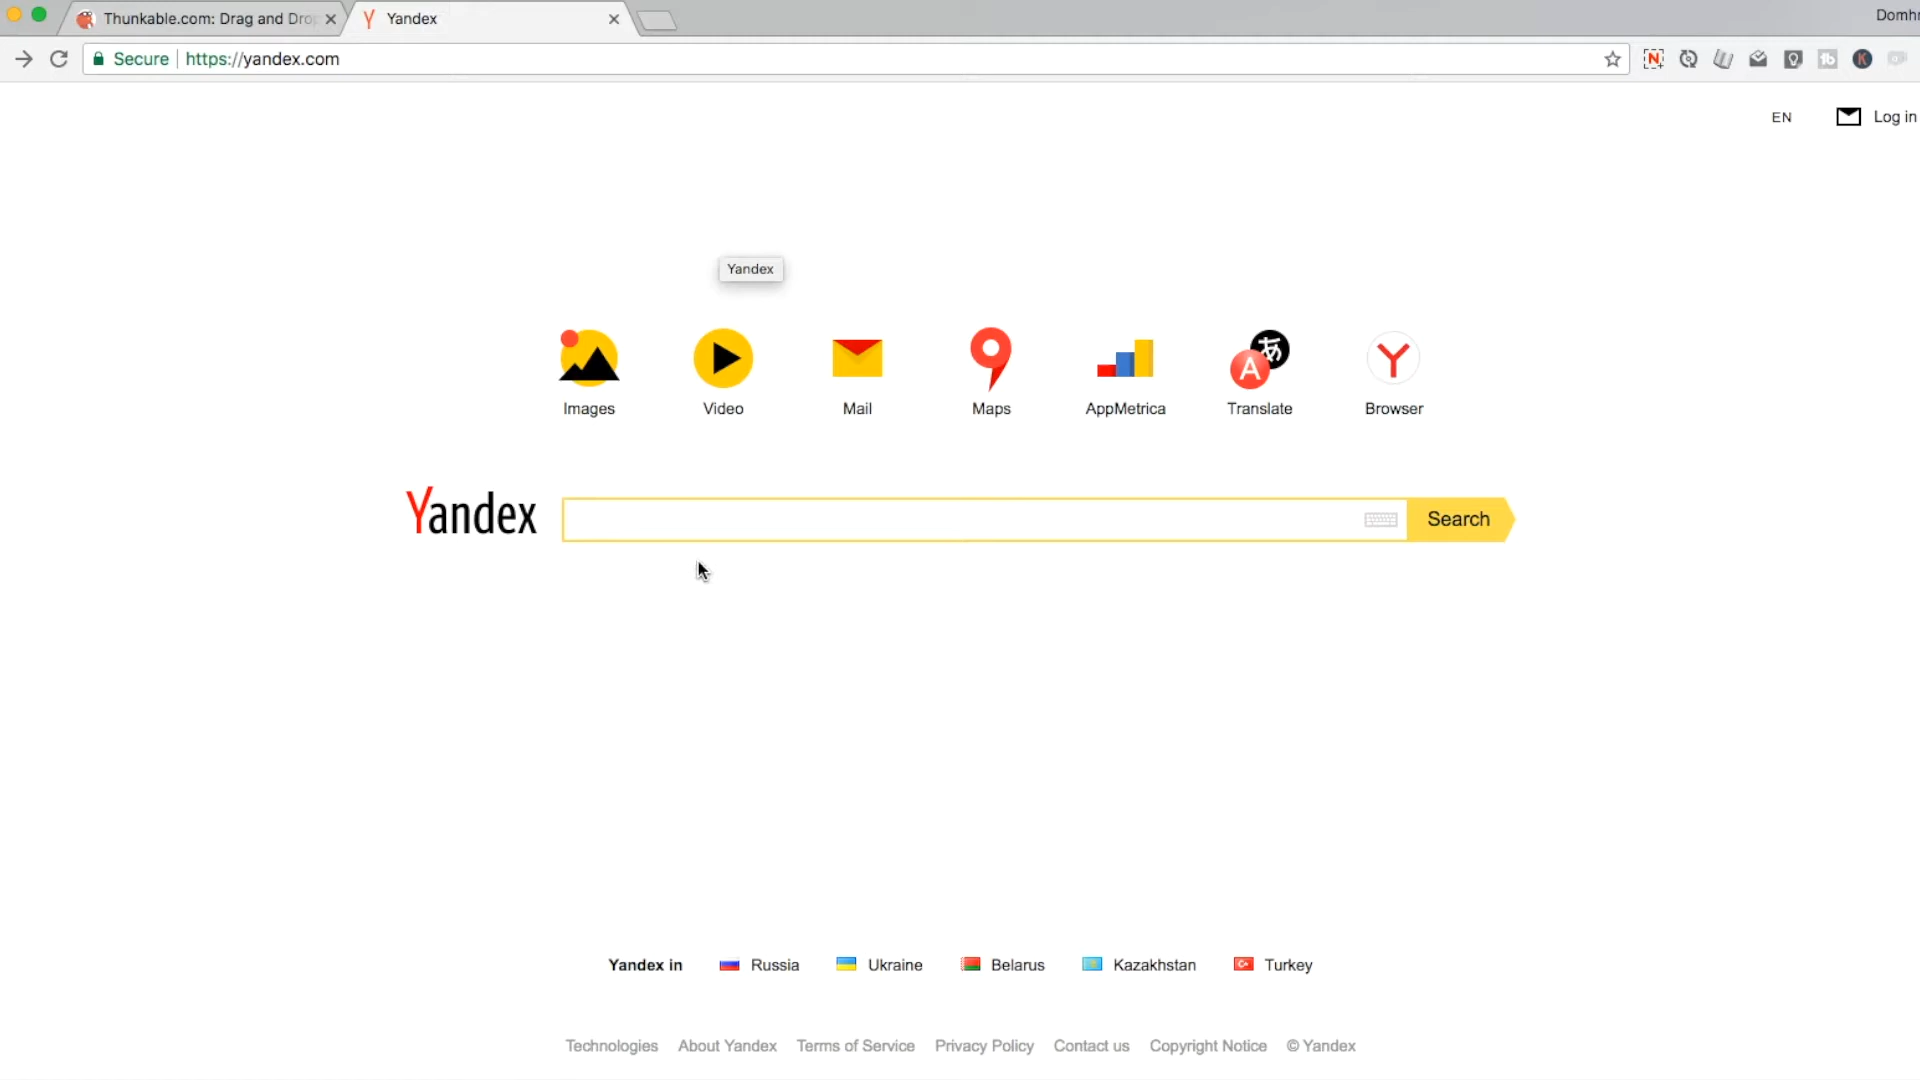 Domhn
Thunkable.com: Drag and Drop
Yandex
Secure https://yandex.com
EN
Log in
Yandex
Images Video Mail Maps AppMetrica Translate Browser
Yandex Search
Yandex in Russia Ukraine Belarus Kazakhstan Turkey
Technologies About Yandex Terms of Service Privacy Policy Contact us Copyright Notice © Yandex